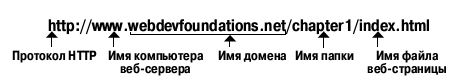 http://www.webdevfoundations.net/chapter1/index.html
Протокол HTTP
Имя компьютера
веб-сервера
Имя домена
Имя папки
Имя файла
веб-страницы